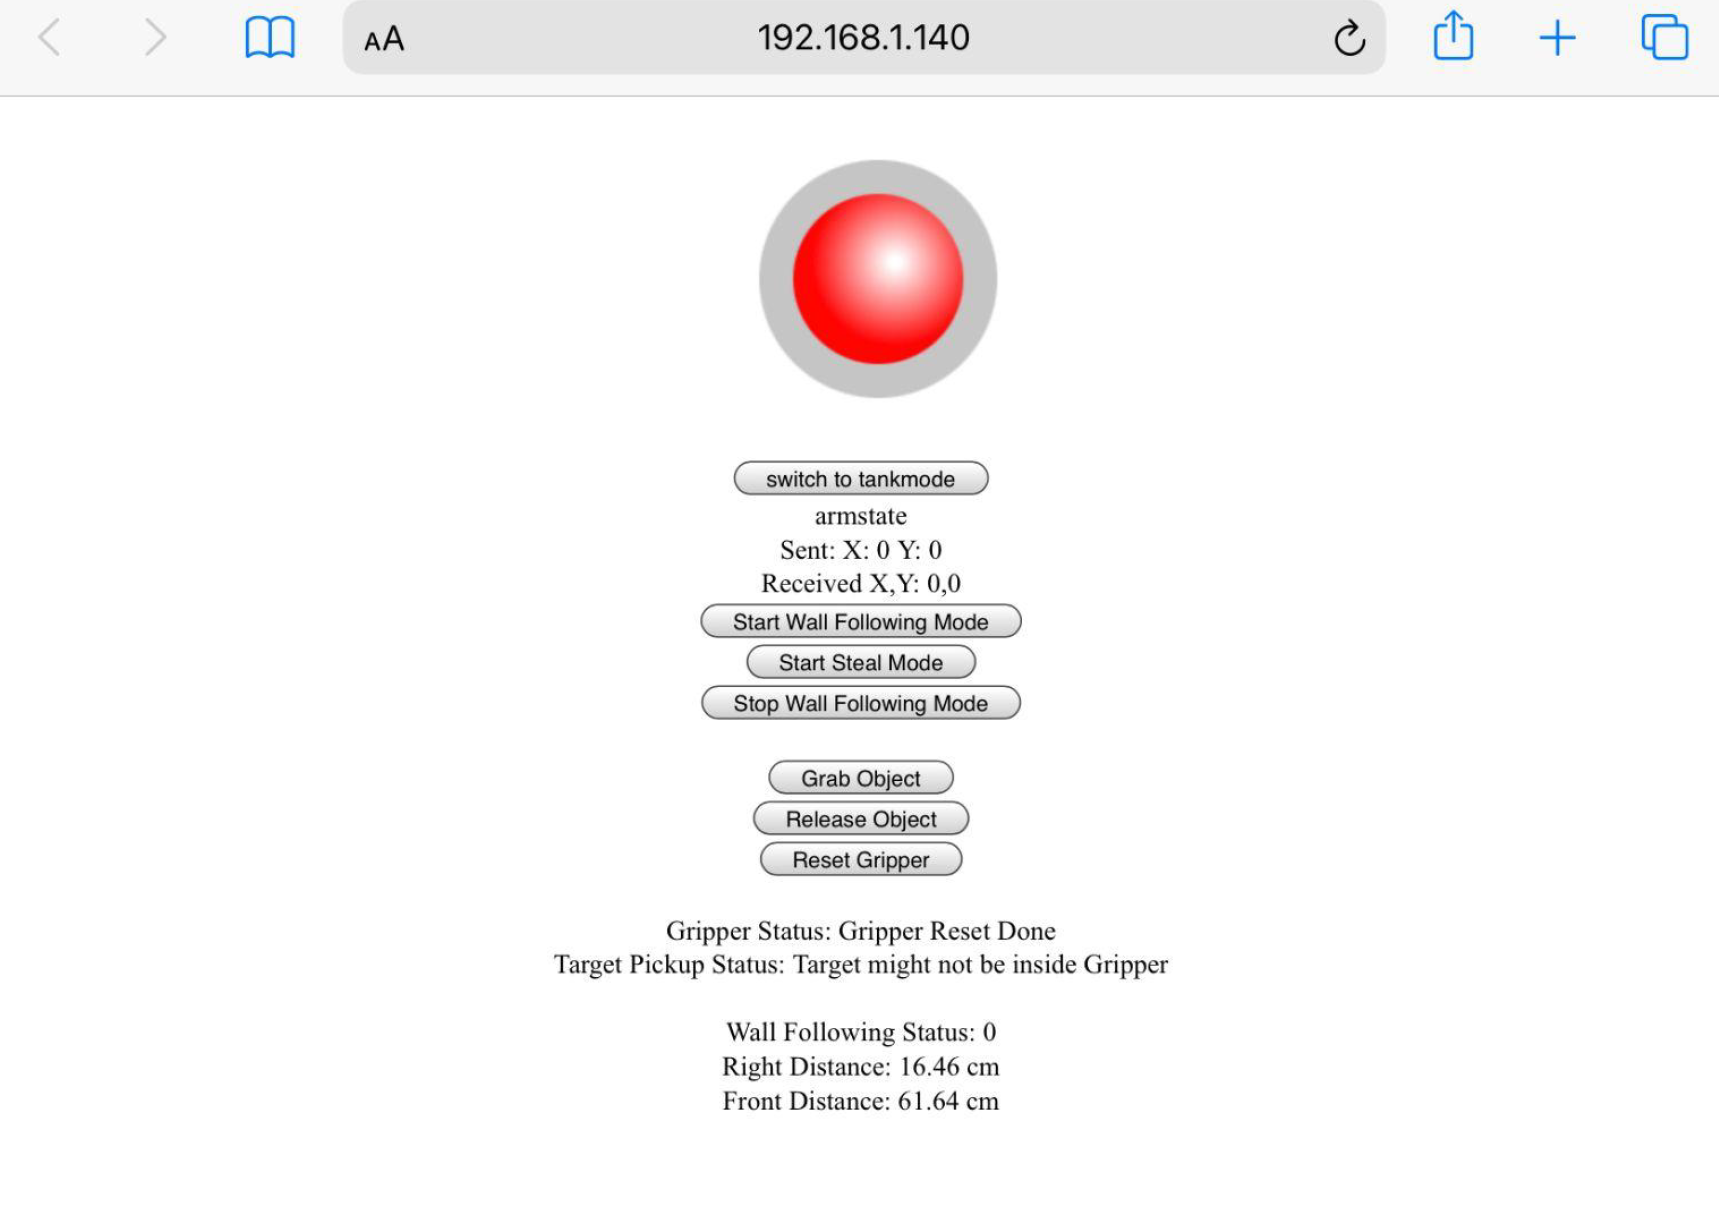 AA
192.168.1.140
switch to tankmode
armstate
Sent: X: 0 Y: 0
Received X,Y: 0,0
Start Wall Following Mode
Start Steal Mode
Stop Wall Following Mode
Grab Object
Release Object
Reset Gripper
Gripper Status: Gripper Reset Done
Target Pickup Status: Target might not be inside Gripper
Wall Following Status: 0
Right Distance: 16.46 cm
Front Distance: 61.64 cm